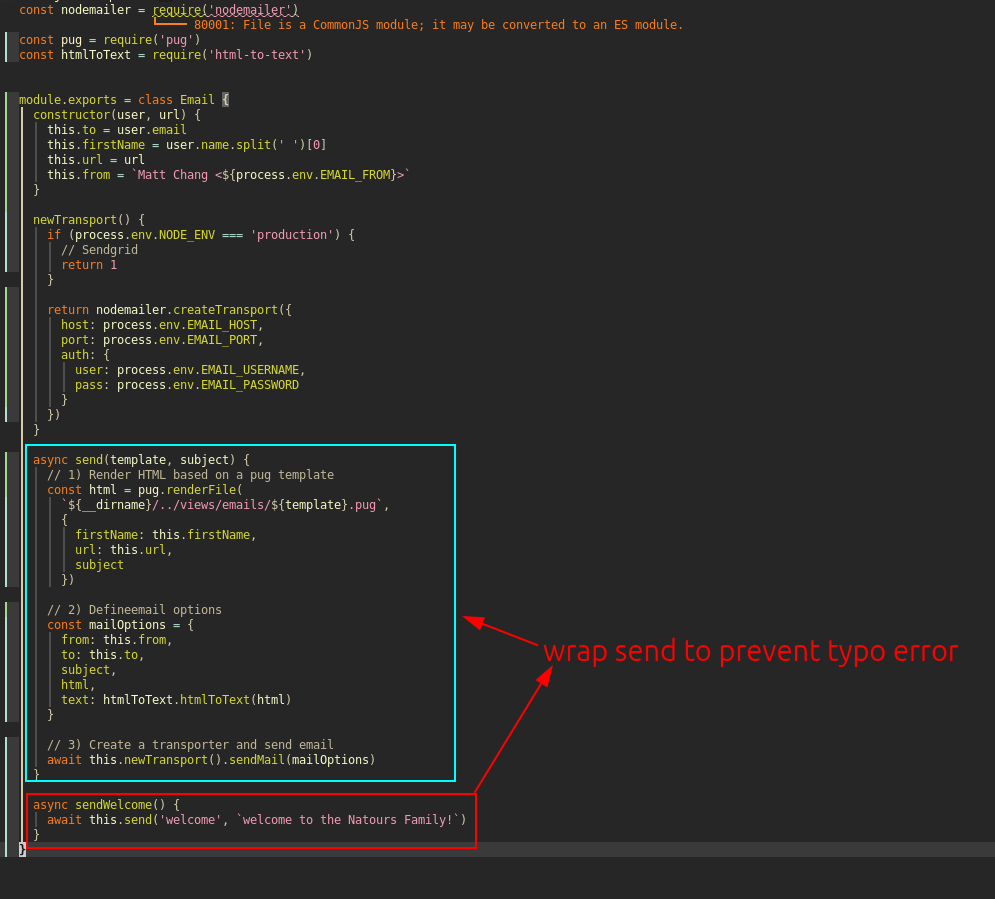 const nodemailer = require('nodemailer')
80001: File is a CommonJS module; it may be converted to an ES module.
const pug = require('pug')
const htmlToText = require('html-to-text')
module.exports = class Email {
constructor(user, url) {
this.to = user.email
this.firstName = user.name.split(' ')[0]
this.url = url
this.from = `Matt Chang <${process.env.EMAIL_FROM}>`
}
newTransport() {
if (process.env.NODE_ENV === 'production') {
// Sendgrid
return 1
}
return nodemailer.createTransport({
host: process.env.EMAIL_HOST,
port: process.env.EMAIL_PORT,
auth: {
user: process.env.EMAIL_USERNAME,
pass: process.env.EMAIL_PASSWORD
}
})
}
async send(template, subject) {
// 1) Render HTML based on a pug template
const html = pug.renderFile(
`${__dirname}/../views/emails/${template}.pug`,
{
firstName: this.firstName,
url: this.url,
subject
})
// 2) Defineemail options
const mailOptions = {
from: this.from,
to: this.to,
subject,
html,
text: htmlToText.htmlToText(html)
}
wrap send to prevent typo error
// 3) Create a transporter and send email
await this.newTransport().sendMail(mailOptions)
}
async sendWelcome() {
await this.send('welcome', `welcome to the Natours Family!`)
}
}